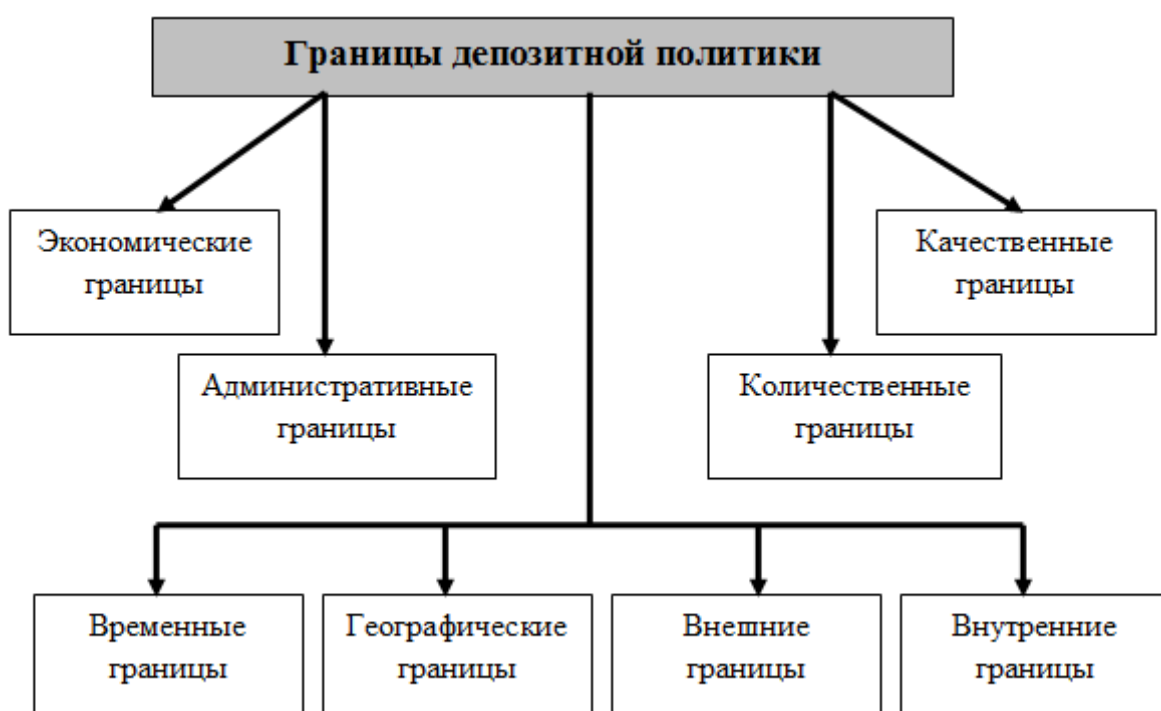 Границы депозитной политики
Экономические
границы
Качественные
границы
Административные
границы
Количественные
границы
Временные
границы
Географические
границы
Внешние
границы
Внутренние
границы